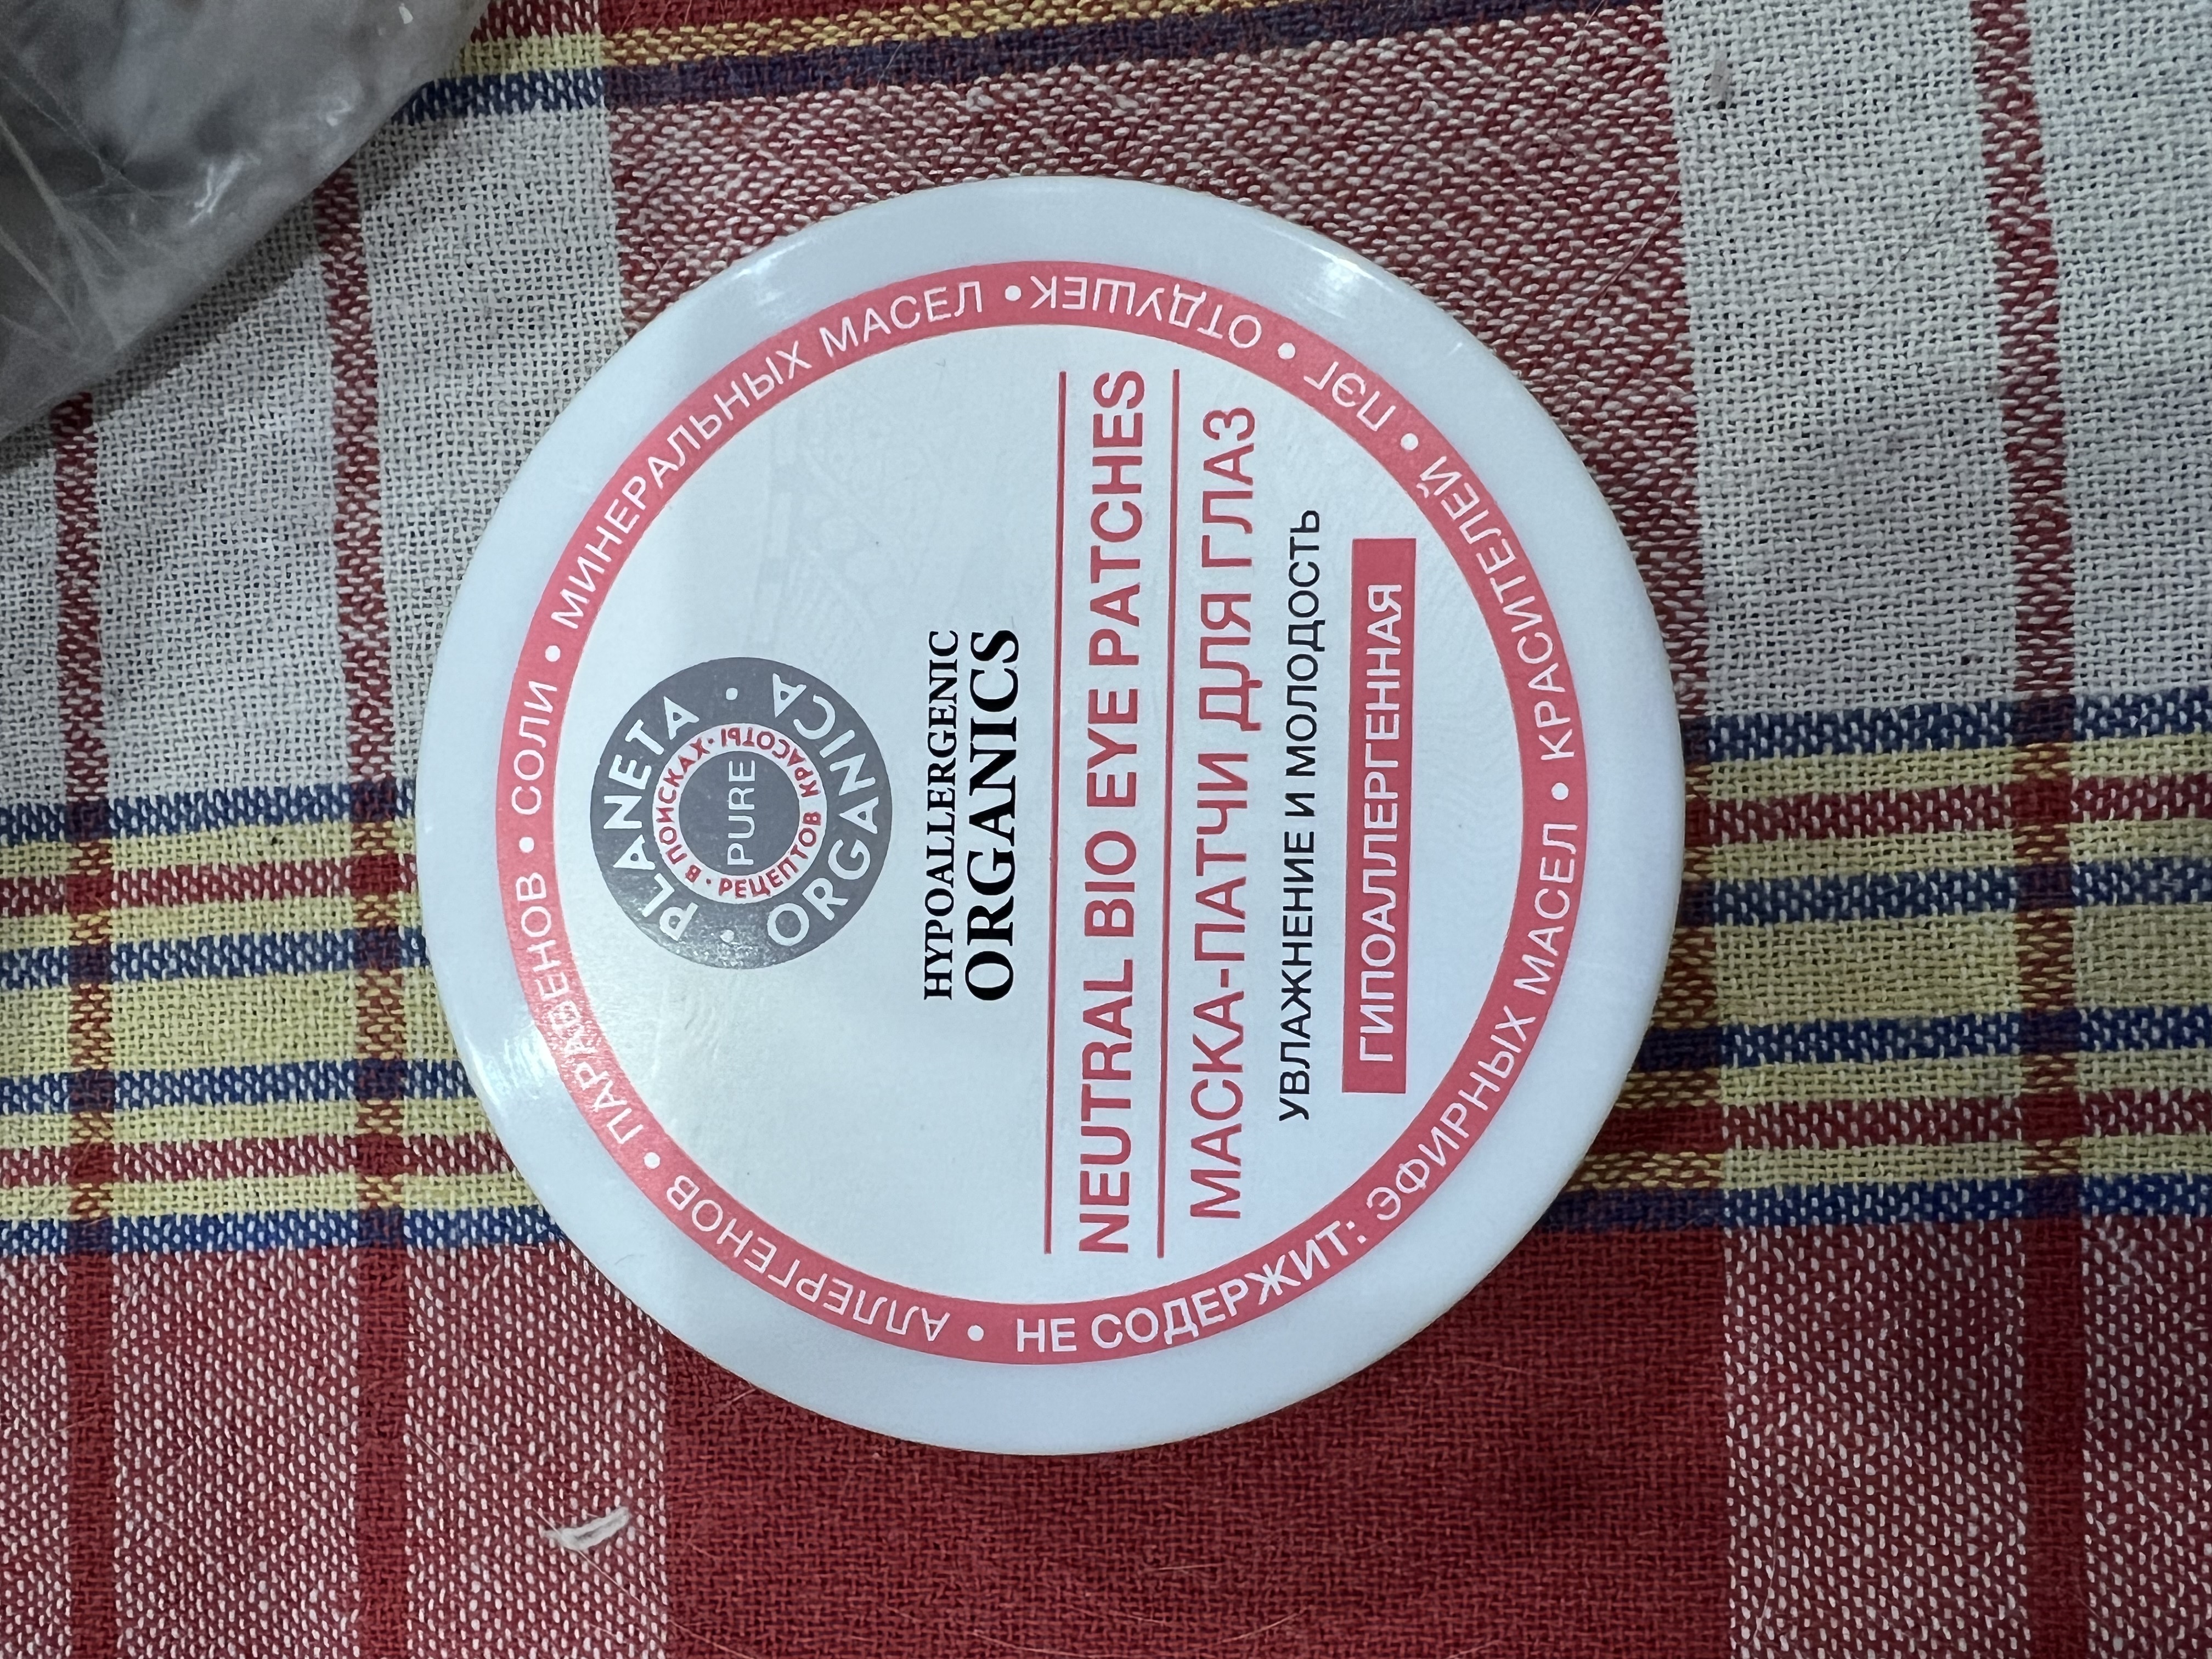 PLANETA
ORGANICA
В ПОИСКАХ
РЕЦЕПТОВ КРАСОТЫ
PURE
HYPOALLERGENIC
ORGANICS
NEUTRAL BIO EYE PATCHES
МАСКА-ПАТЧИ ДЛЯ ГЛАЗ
УВЛАЖНЕНИЕ И МОЛОДОСТЬ
ГИПОАЛЛЕРГЕННАЯ
НЕ СОДЕРЖИТ: ЭФИРНЫХ МАСЕЛ • КРАСИТЕЛЕЙ • ПЭГ • ОТДУШЕК • МИНЕРАЛЬНЫХ МАСЕЛ • СОЛИ • ПАРАБЕНОВ • АЛЛЕРГЕНОВ •